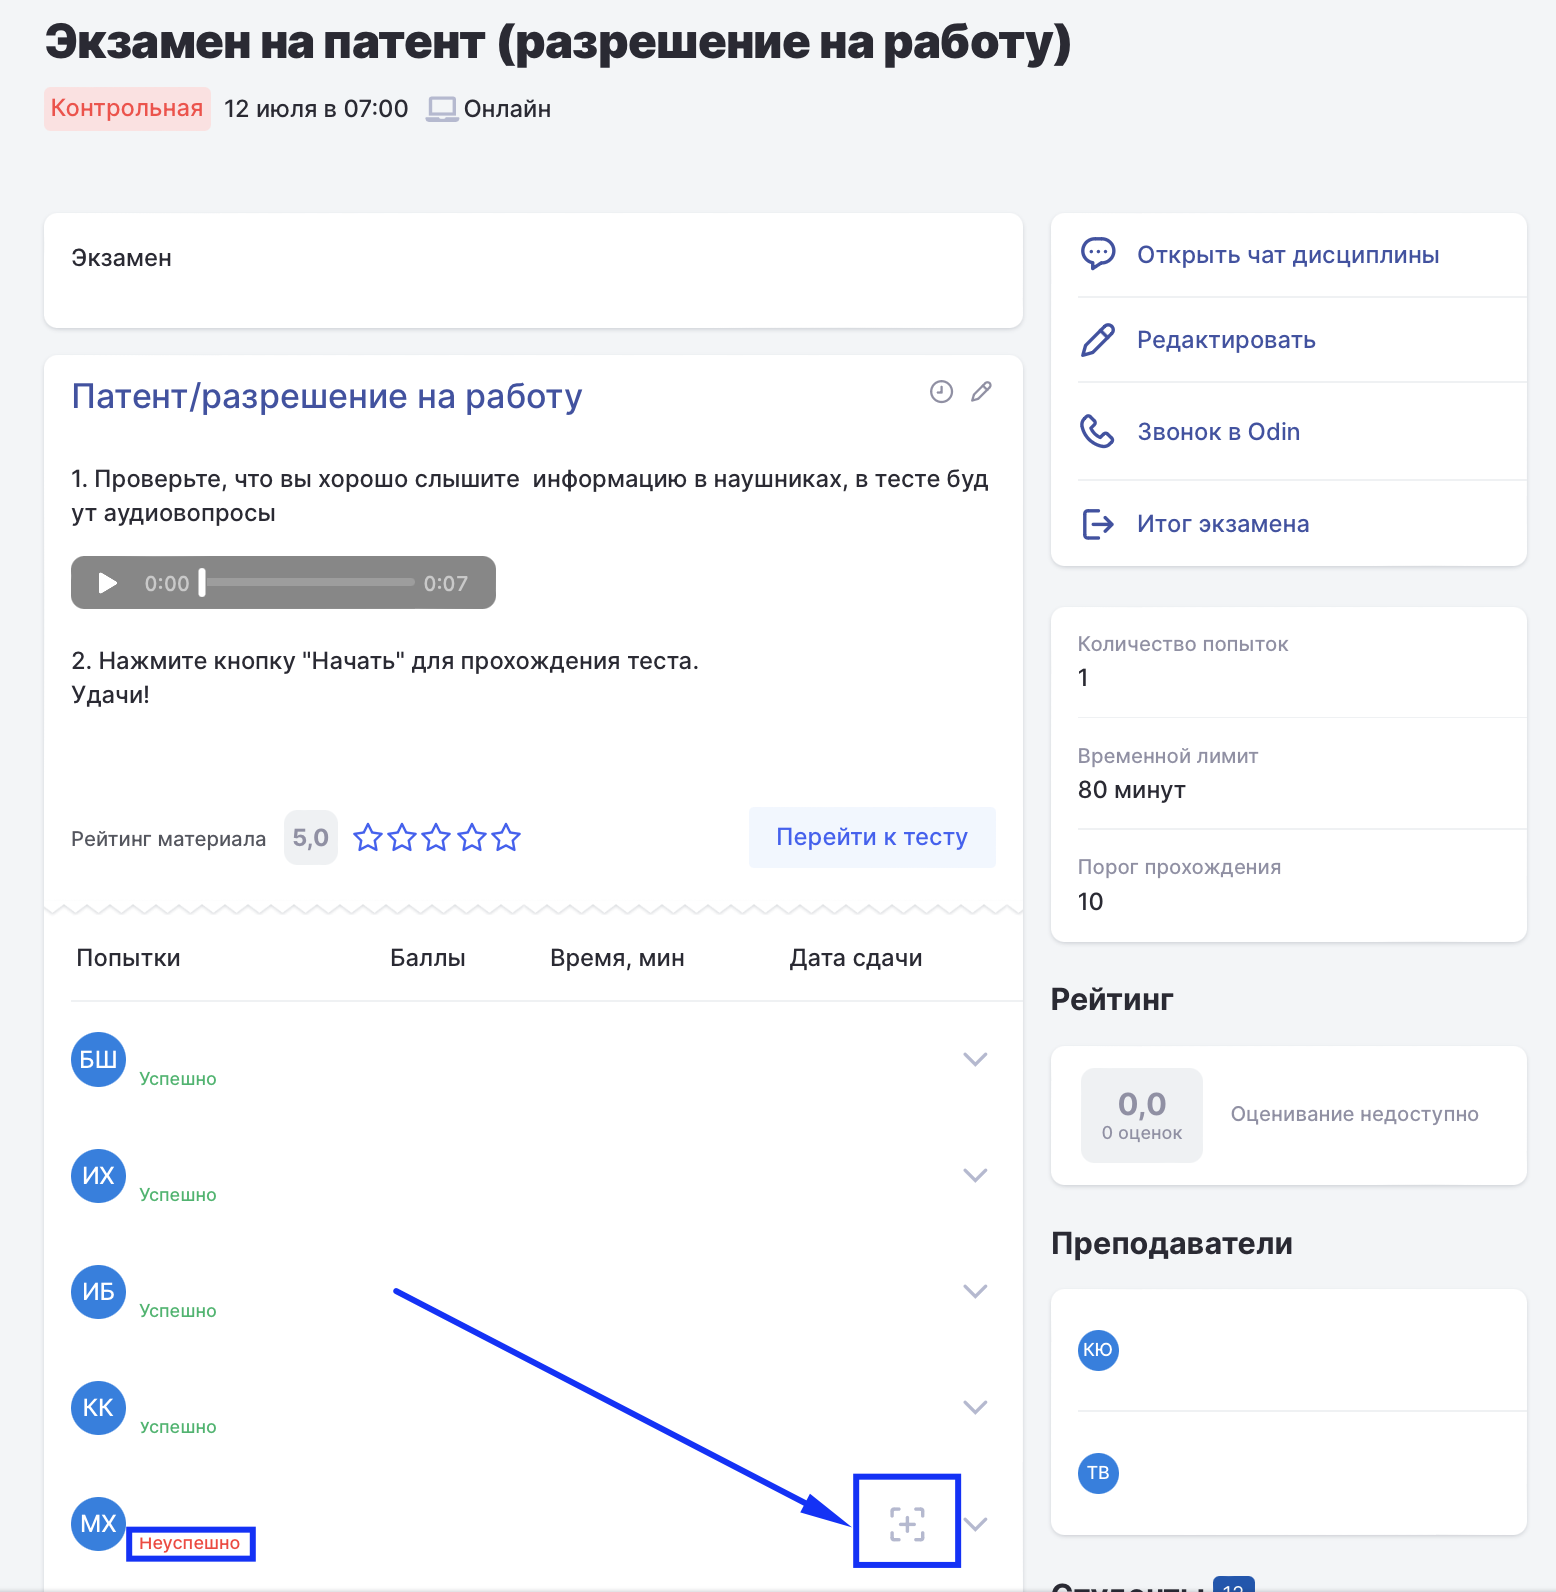 Экзамен на патент (разрешение на работу)
Контрольная 12 июля в 07:00 Онлайн
Экзамен
Патент/разрешение на работу
1. Проверьте, что вы хорошо слышите  информацию в наушниках, в тесте буд
ут аудиовопросы
0:00 0:07
2. Нажмите кнопку "Начать" для прохождения теста.
Удачи!
Рейтинг материала 5,0 Перейти к тесту
Попытки Баллы Время, мин Дата сдачи
БШ
Успешно
ИХ
Успешно
ИБ
Успешно
КК
Успешно
МХ
Неуспешно
Открыть чат дисциплины
Редактировать
Звонок в Odin
Итог экзамена
Количество попыток
1
Временной лимит
80 минут
Порог прохождения
10
Рейтинг
0,0
0 оценок
Оценивание недоступно
Преподаватели
КЮ
ТВ
Студенты